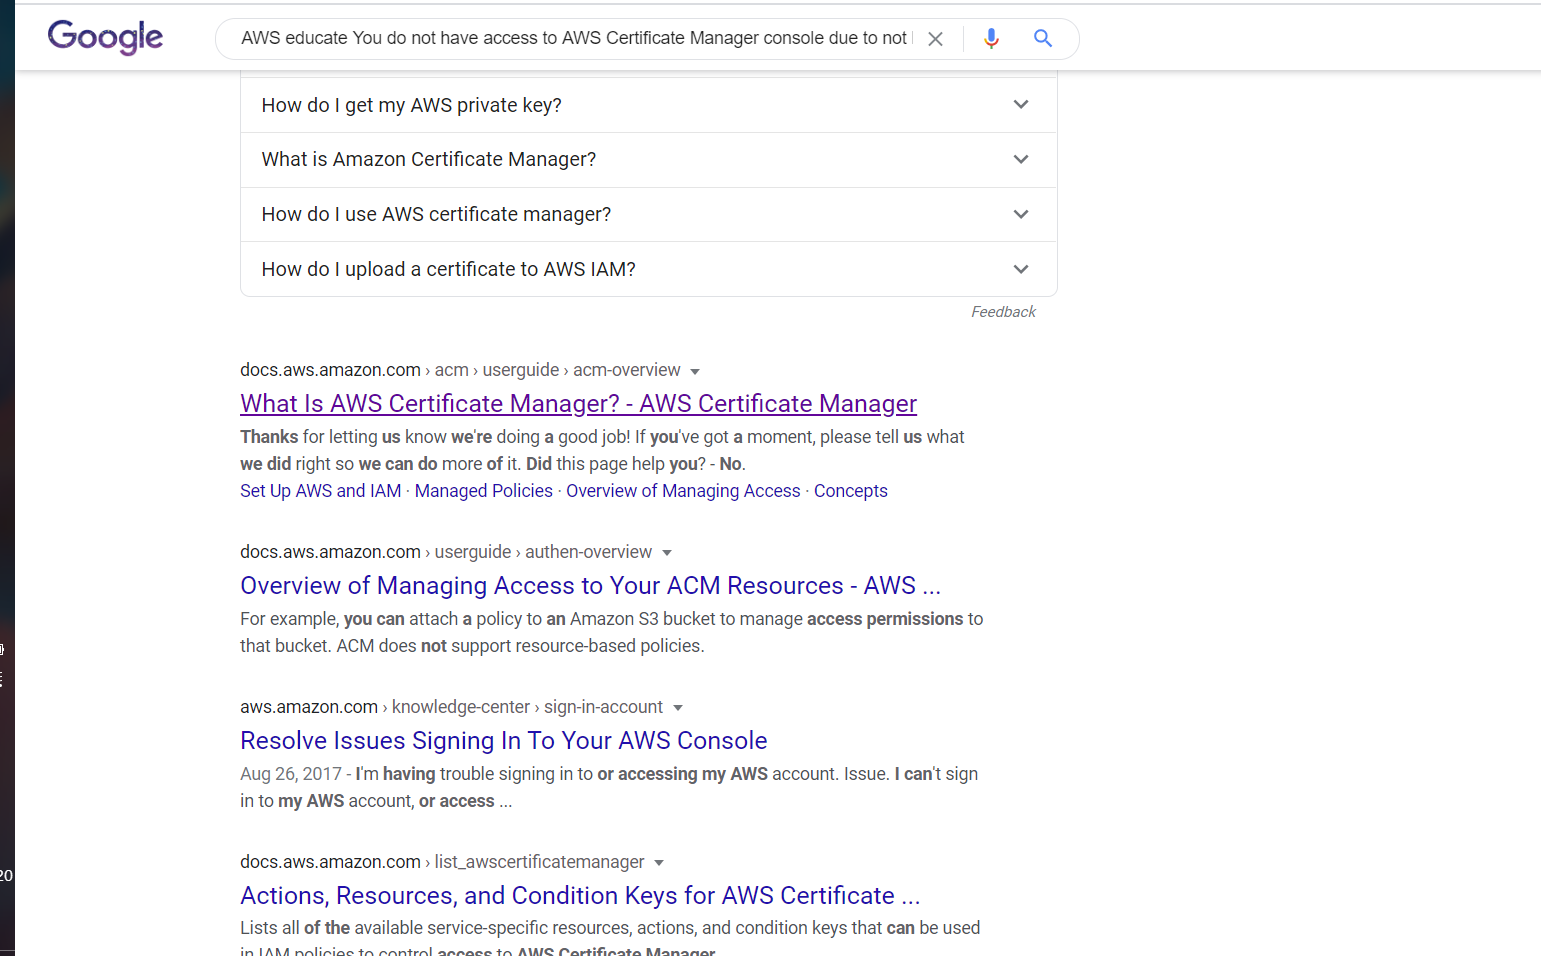 Google
AWS educate You do not have access to AWS Certificate Manager console due to not
How do I get my AWS private key?
What is Amazon Certificate Manager?
How do I use AWS certificate manager?
How do I upload a certificate to AWS IAM?
Feedback
docs.aws.amazon.com › acm › userguide › acm-overview
What Is AWS Certificate Manager? - AWS Certificate Manager
Thanks for letting us know we're doing a good job! If you've got a moment, please tell us what
we did right so we can do more of it. Did this page help you? - No.
Set Up AWS and IAM · Managed Policies · Overview of Managing Access · Concepts
docs.aws.amazon.com › userguide › authen-overview
Overview of Managing Access to Your ACM Resources - AWS ...
For example, you can attach a policy to an Amazon S3 bucket to manage access permissions to
that bucket. ACM does not support resource-based policies.
aws.amazon.com › knowledge-center › sign-in-account
Resolve Issues Signing In To Your AWS Console
Aug 26, 2017 - I'm having trouble signing in to or accessing my AWS account. Issue. I can't sign
in to my AWS account, or access ...
docs.aws.amazon.com › list_awscertificatemanager
20
Actions, Resources, and Condition Keys for AWS Certificate ...
Lists all of the available service-specific resources, actions, and condition keys that can be used
in IAM policies to control access to AWS Certificate Manager.